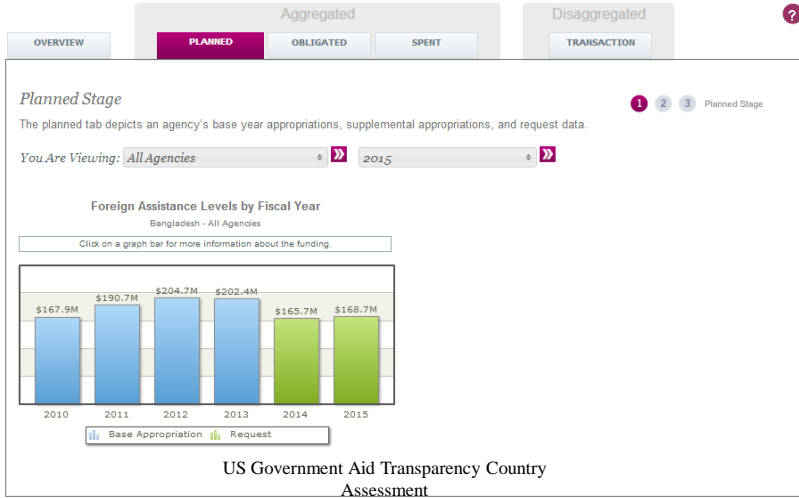 Aggregated
Disaggregated
?
OVERVIEW
PLANNED
OBLIGATED
SPENT
TRANSACTION
Planned Stage
1 2 3 Planned Stage
The planned tab depicts an agency's base year appropriations, supplemental appropriations, and request data.
You Are Viewing: All Agencies
2015
Foreign Assistance Levels by Fiscal Year
Bangladesh - All Agencies
Click on a graph bar for more information about the funding.
$167.9M
$190.7M
$204.7M
$202.4M
$165.7M
$168.7M
2010
2011
2012
2013
2014
2015
Base Appropriation
Request
US Government Aid Transparency Country
Assessment